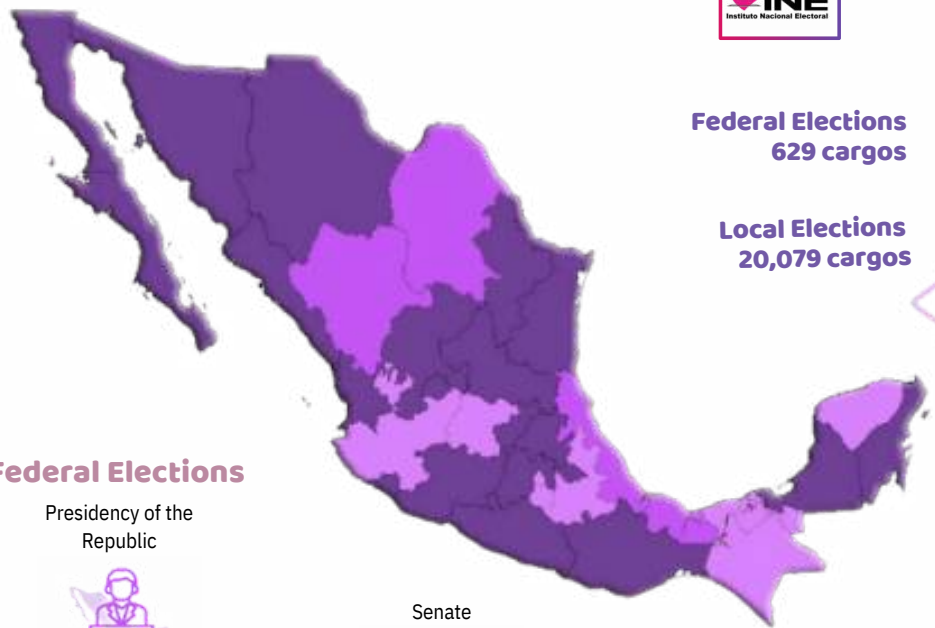 INE
Instituto Nacional Electoral
Federal Elections
629 cargos
Local Elections
20,079 cargos
Federal Elections
Presidency of the
Republic
Senate